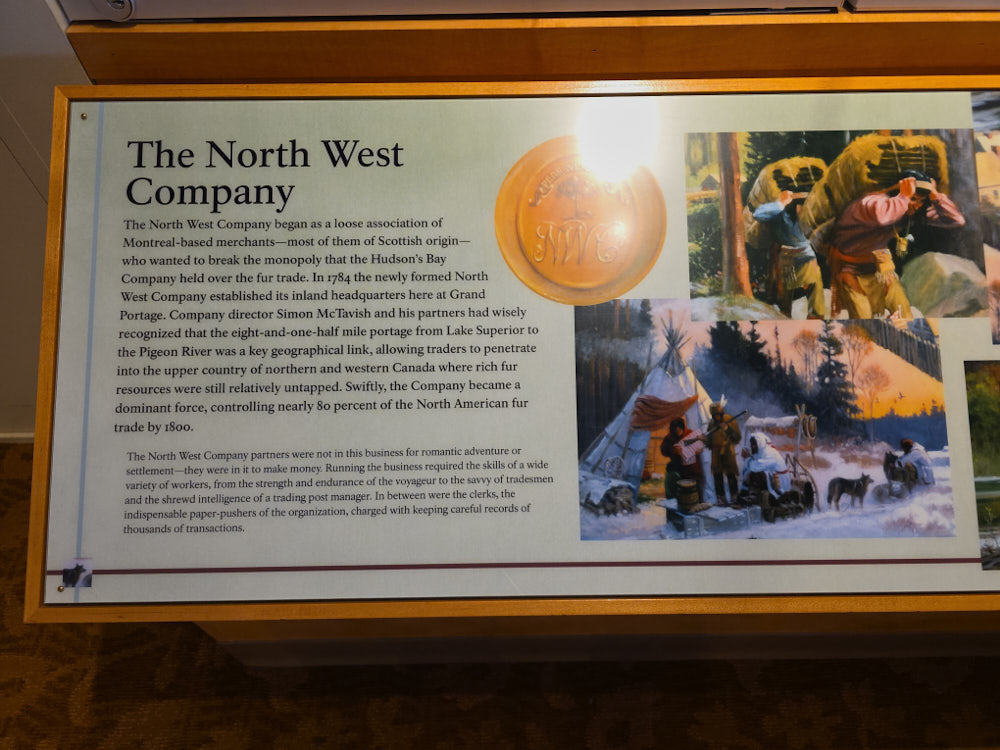 The North West
Company
The North West Company began as a loose association of
Montreal-based merchants—most of them of Scottish origin—
who wanted to break the monopoly that the Hudson's Bay
Company held over the fur trade. In 1784 the newly formed North
West Company established its inland headquarters here at Grand
Portage. Company director Simon McTavish and his partners had wisely
recognized that the eight-and-one-half mile portage from Lake Superior to
the Pigeon River was a key geographical link, allowing traders to penetrate
into the upper country of northern and western Canada where rich fur
resources were still relatively untapped. Swiftly, the Company became a
dominant force, controlling nearly 80 percent of the North American fur
trade by 1800.
The North West Company partners were not in this business for romantic adventure or
settlement—they were in it to make money. Running the business required the skills of a wide
variety of workers, from the strength and endurance of the voyageur to the savvy of tradesmen
and the shrewd intelligence of a trading post manager. In between were the clerks, the
indispensable paper-pushers of the organization, charged with keeping careful records of
thousands of transactions.
NWC